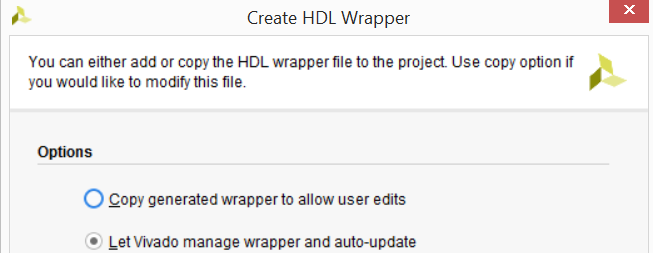 Create HDL Wrapper
You can either add or copy the HDL wrapper file to the project. Use copy option if
you would like to modify this file.
Options
Copy generated wrapper to allow user edits
Let Vivado manage wrapper and auto-update